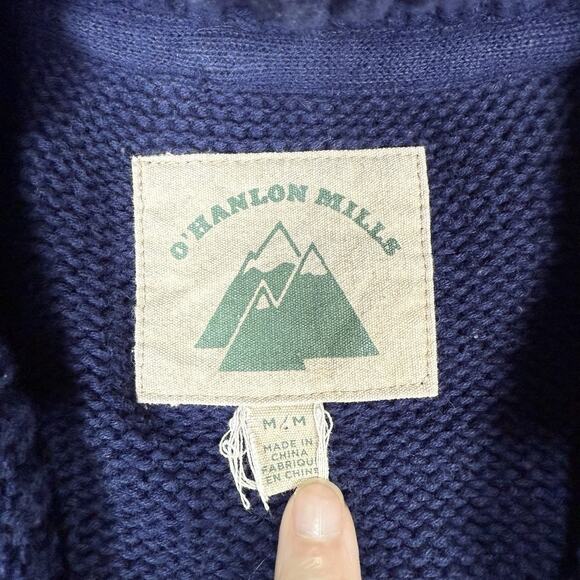 O'HANLON MILLS
M/M
MADE IN
CHINA
FABRIQUÉ
EN CHINE